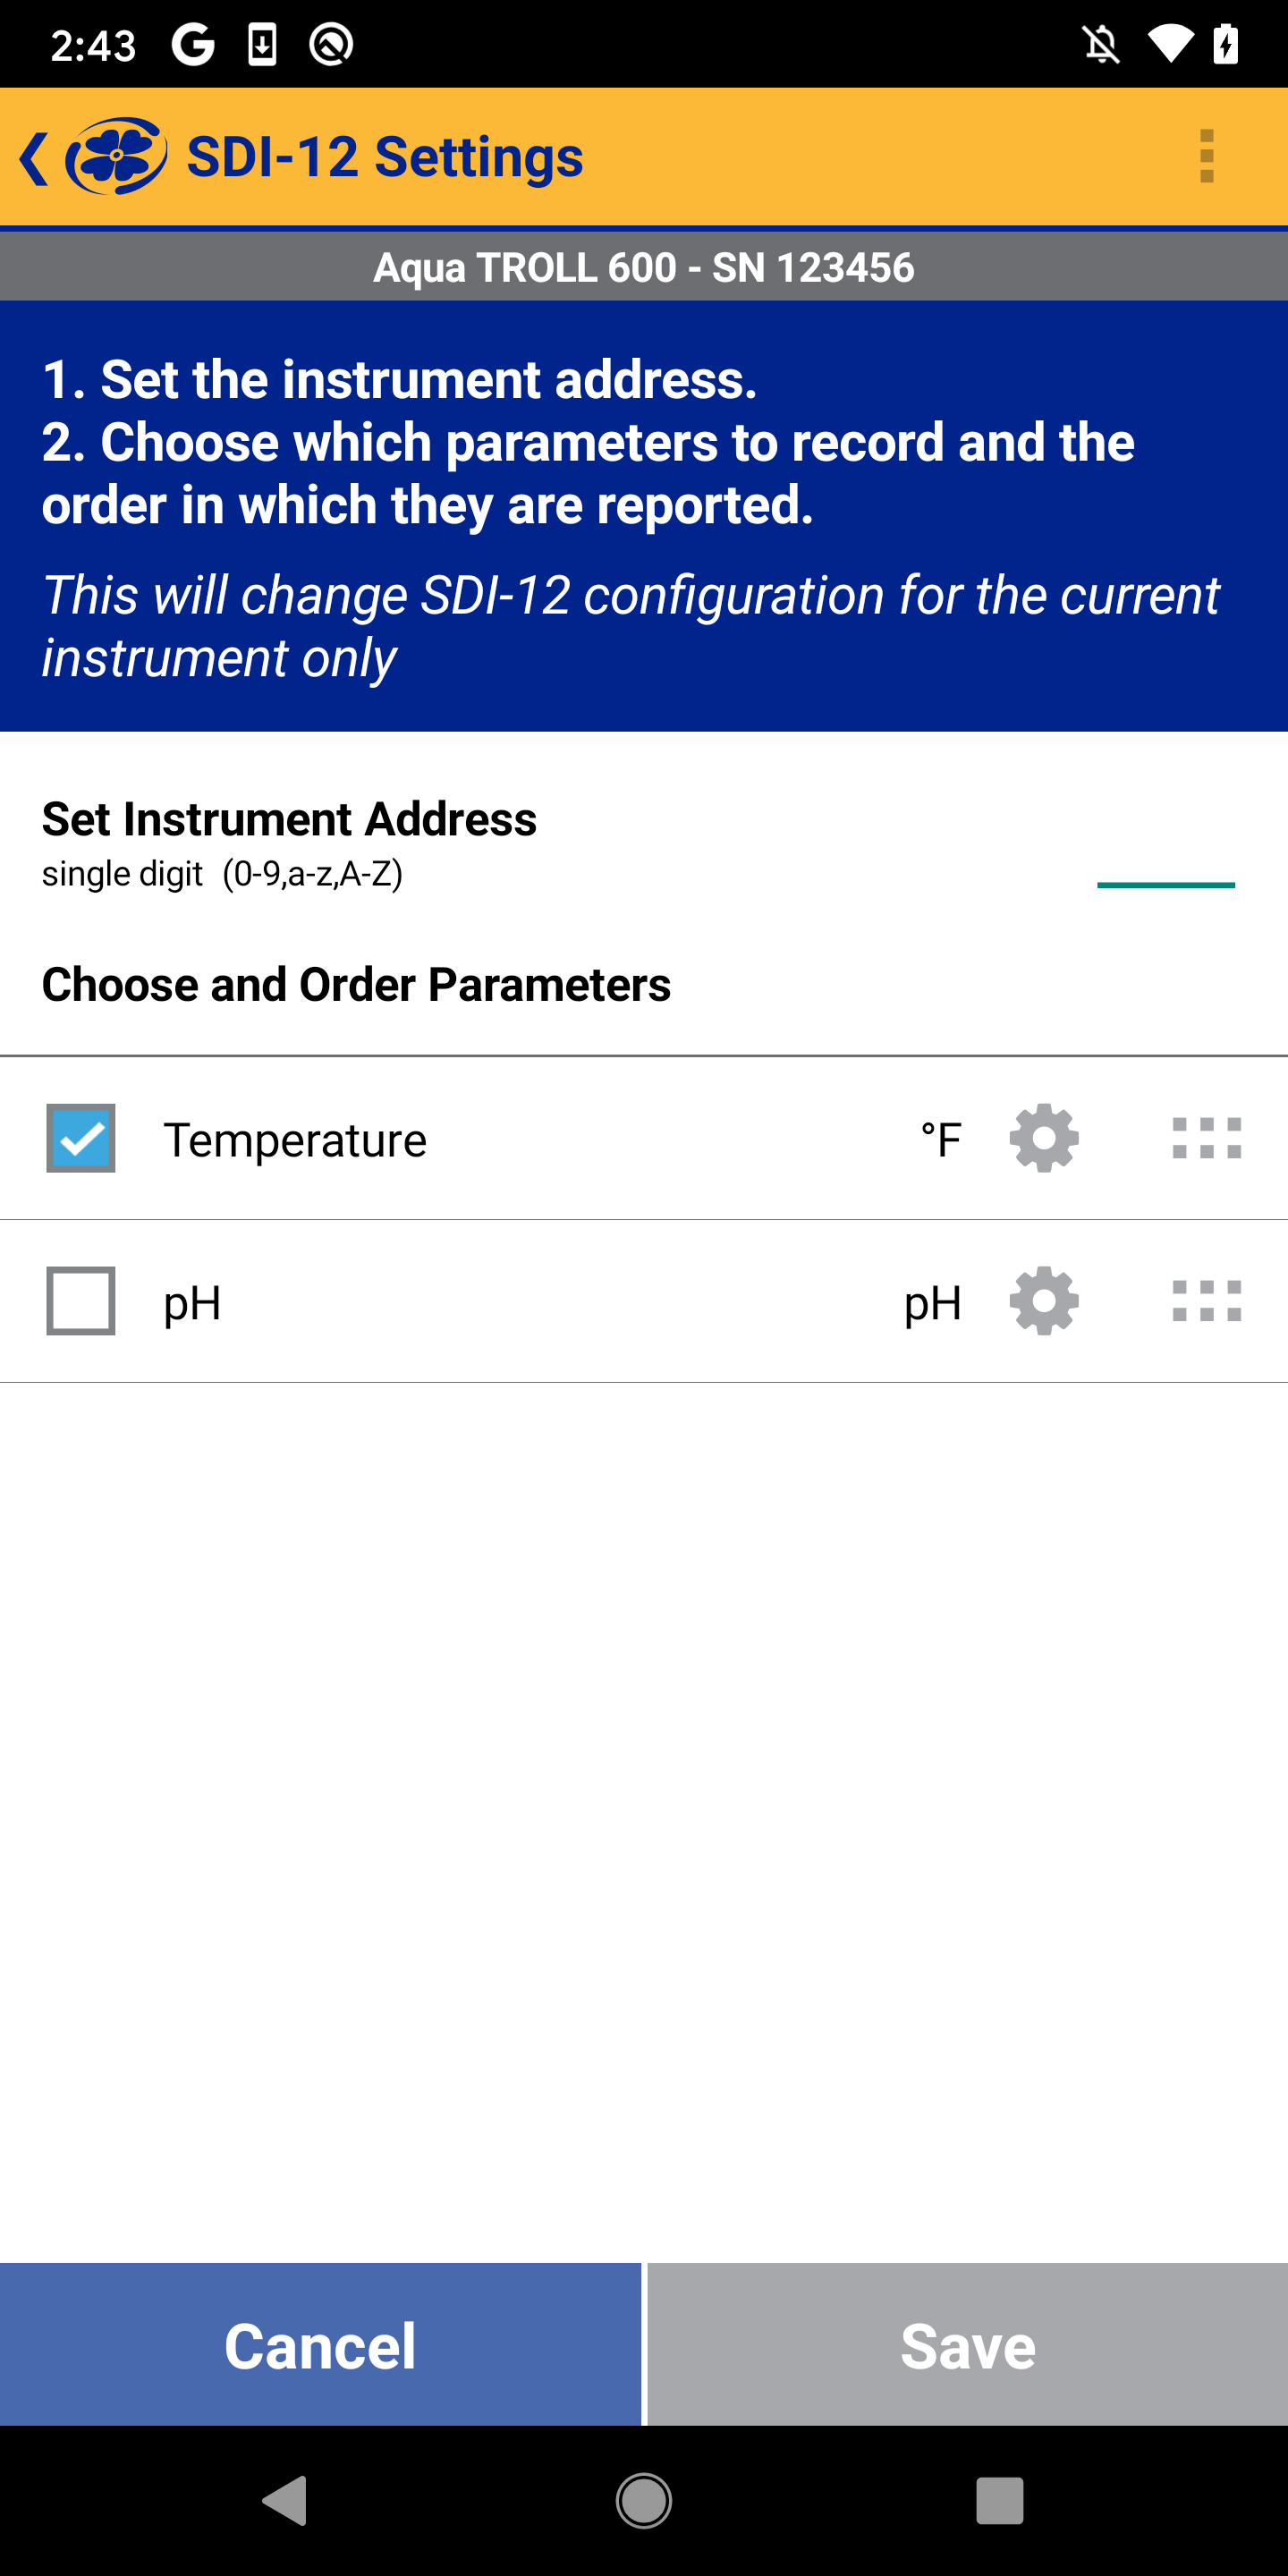 2:43
SDI-12 Settings
Aqua TROLL 600 - SN 123456
1. Set the instrument address.
2. Choose which parameters to record and the
order in which they are reported.
This will change SDI-12 configuration for the current
instrument only
Set Instrument Address
single digit (0-9,a-z,A-Z)
Choose and Order Parameters
Temperature °F
pH pH
Cancel Save